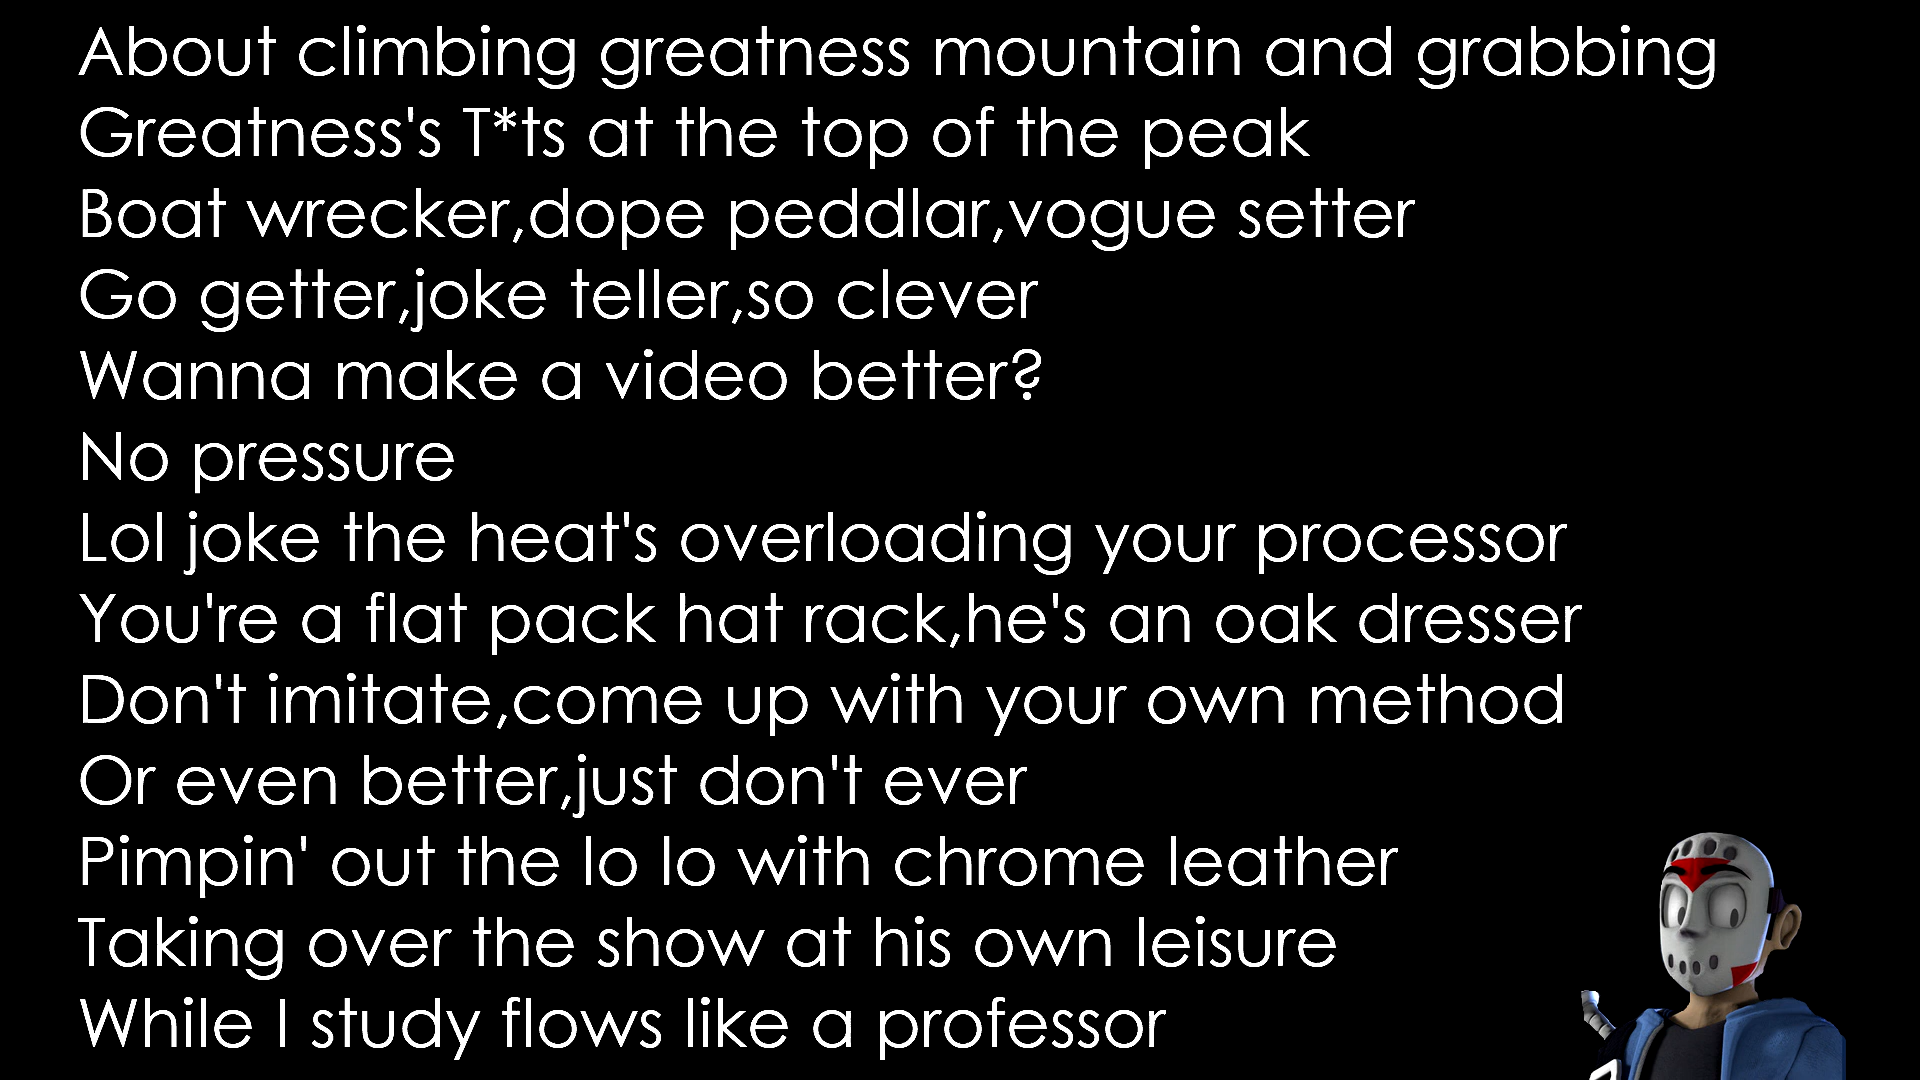 About climbing greatness mountain and grabbing
Greatness's T*ts at the top of the peak
Boat wrecker,dope peddlar,vogue setter
Go getter,joke teller,so clever
Wanna make a video better?
No pressure
Lol joke the heat's overloading your processor
You're a flat pack hat rack,he's an oak dresser
Don't imitate,come up with your own method
Or even better,just don't ever
Pimpin' out the lo lo with chrome leather
Taking over the show at his own leisure
While I study flows like a professor